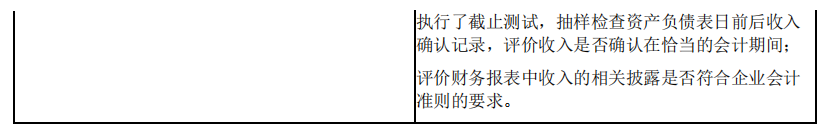 执行了截止测试，抽样检查资产负债表日前后收入
确认记录，评价收入是否确认在恰当的会计期间；
评价财务报表中收入的相关披露是否符合企业会计
准则的要求。